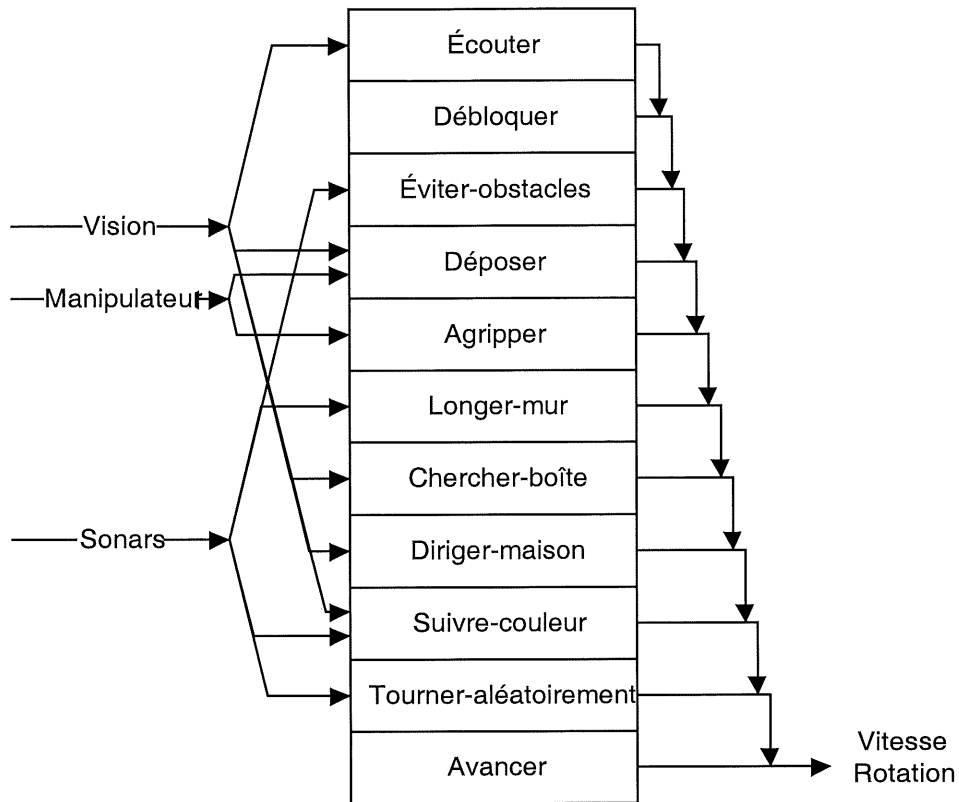 Écouter
Débloquer
Éviter-obstacles
Vision
Déposer
Manipulateur
Agripper
Longer-mur
Chercher-boîte
Sonars
Diriger-maison
Suivre-couleur
Tourner-aléatoirement
Avancer
Vitesse
Rotation